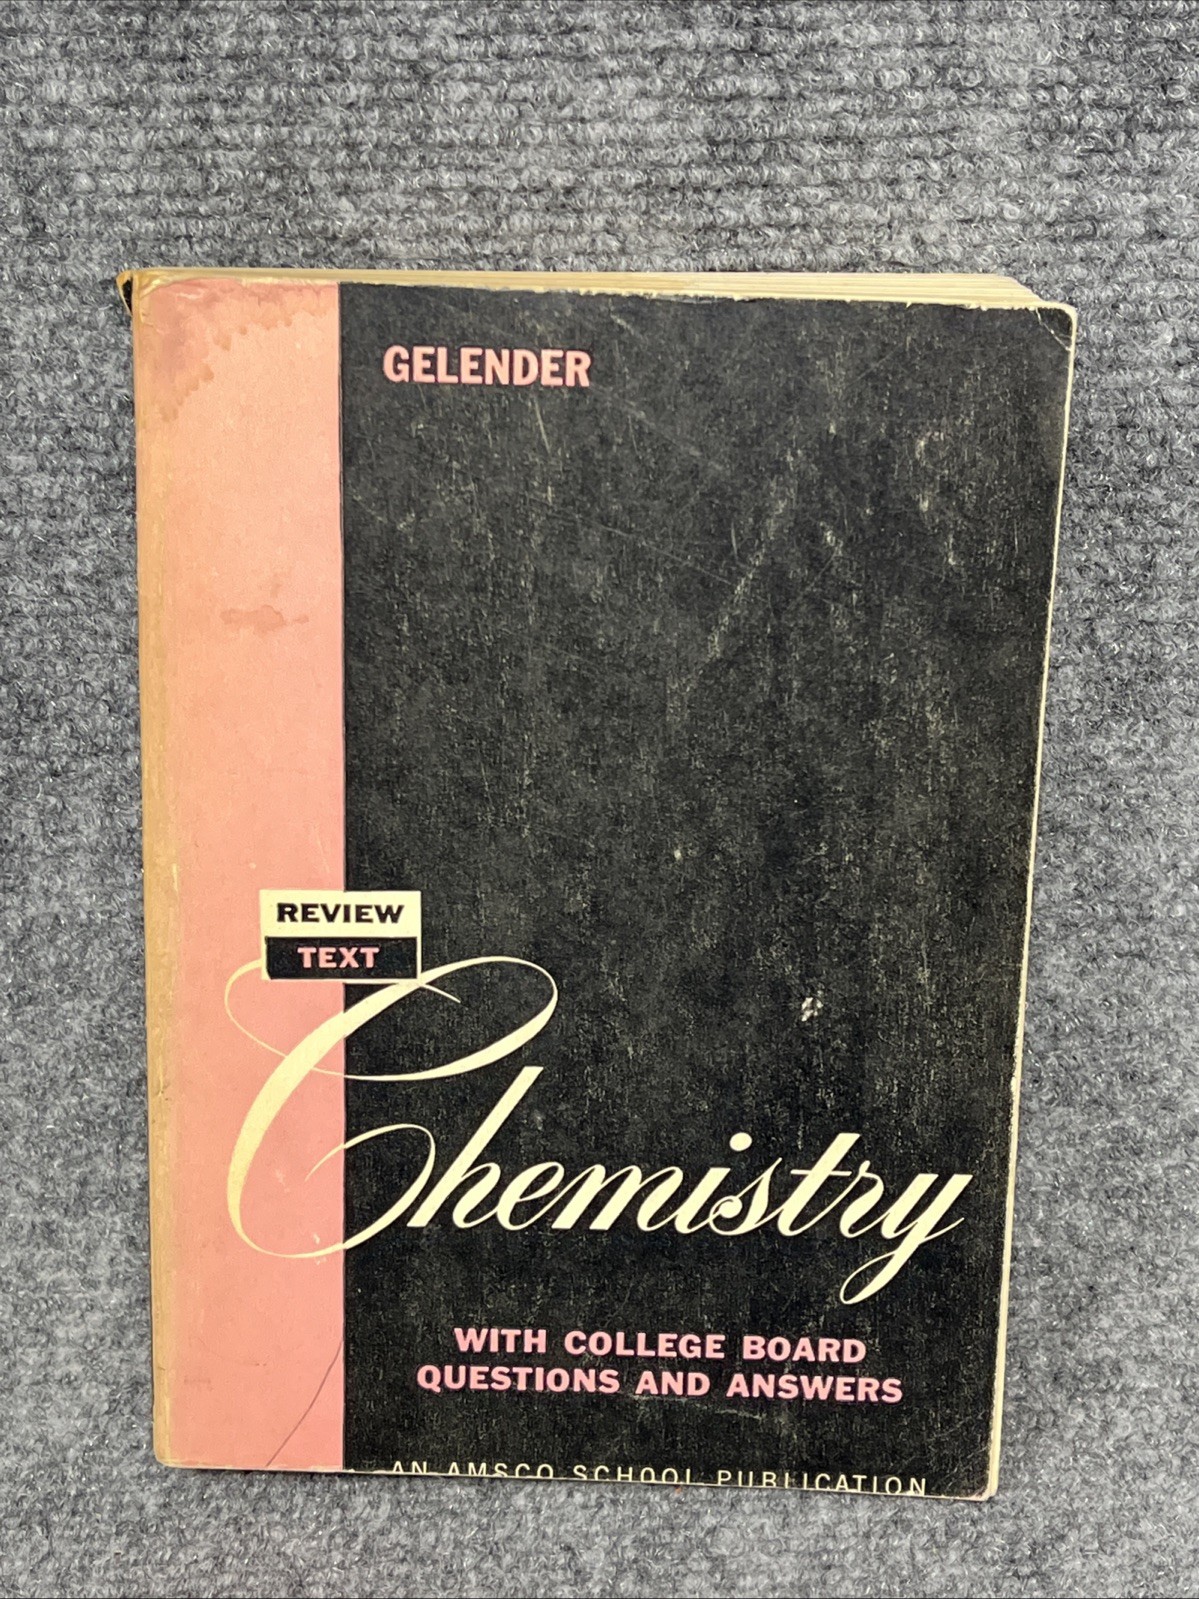 GELENDER
REVIEW
TEXT
Chemistry
WITH COLLEGE BOARD
QUESTIONS AND ANSWERS
AN AMSCO SCHOOL PUBLICATION